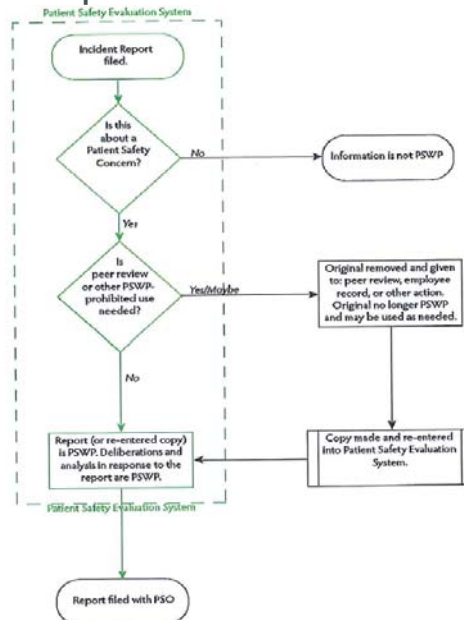 Patient Safety Evaluation System
Incident Report
filed.
Is this
about a
Patient Safety
Concern?
No
Information is not PSWP
Yes
Is
peer review
or other PSWP-
prohibited use
needed?
Yes/Maybe
Original removed and given
to: peer review, employee
record, or other action.
Original no longer PSWP
and may be used as needed.
No
Report (or re-entered copy)
is PSWP. Deliberations and
analysis in response to the
report are PSWP.
Copy made and re-entered
into Patient Safety Evaluation
System.
Patient Safety Evaluation System
Report filed with PSO